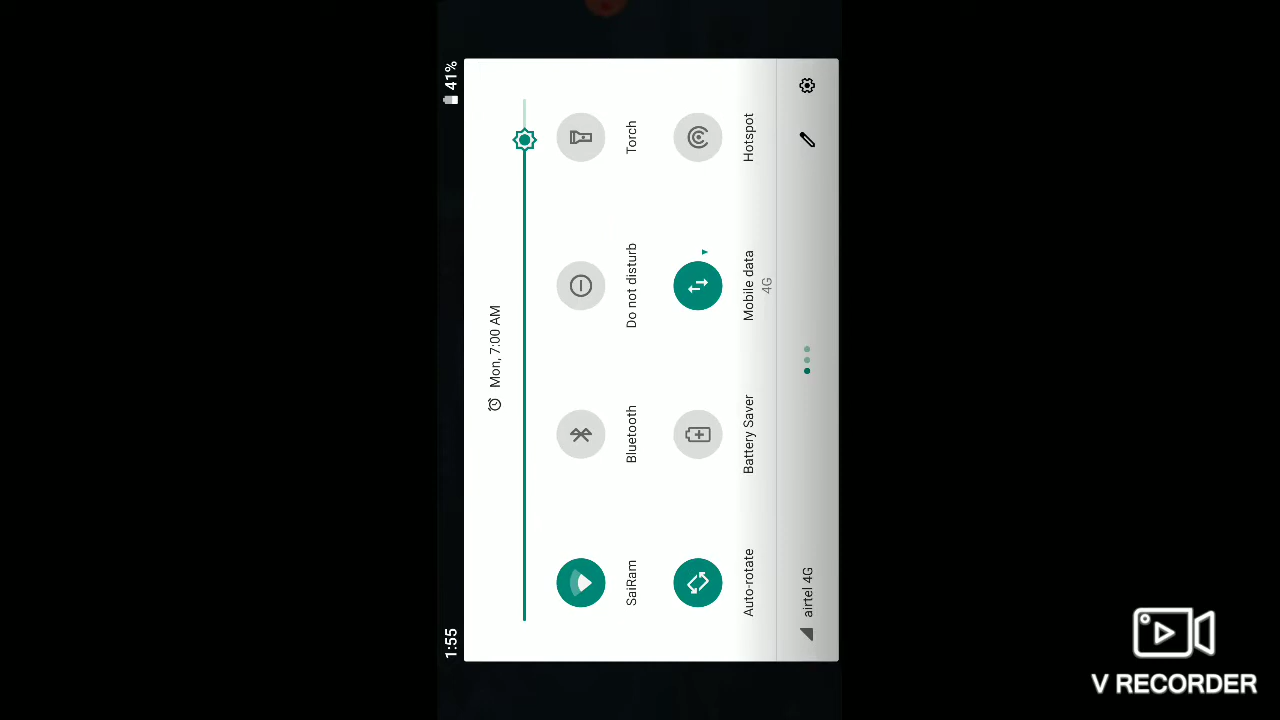 1:55
41%
Mon, 7:00 AM
SaiRam
Bluetooth
Do not disturb
Torch
Auto-rotate
Battery Saver
Mobile data
4G
Hotspot
airtel 4G
V RECORDER